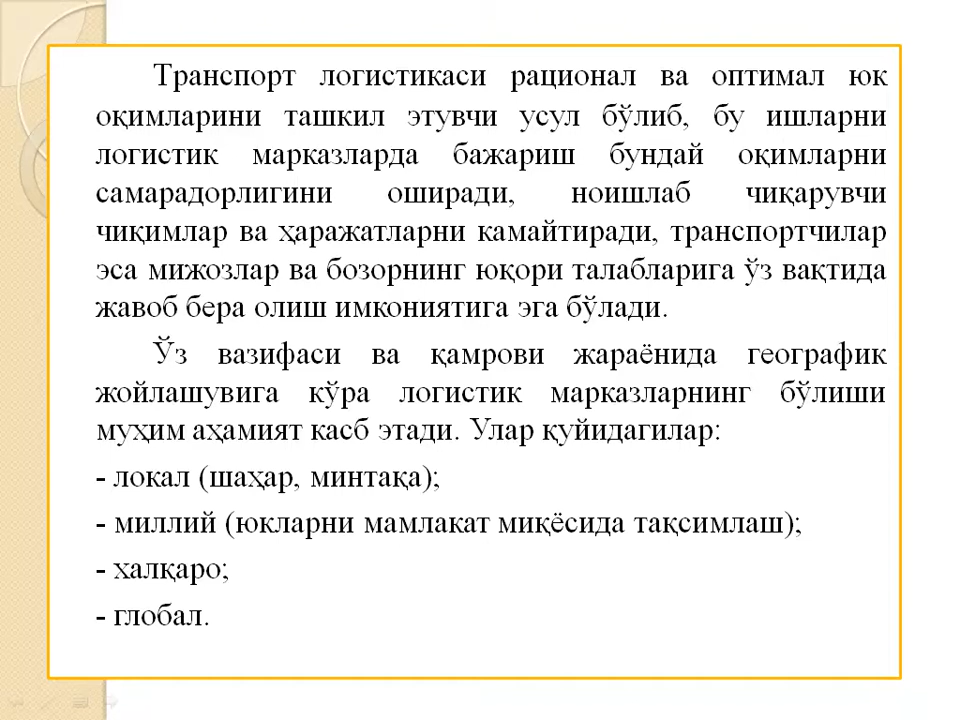 Транспорт логистикаси рационал ва оптимал юк
оқимларини ташкил этувчи усул бўлиб, бу ишларни
логистик марказларда бажариш бундай оқимларни
самарадорлигини оширади, ноишлаб чиқарувчи
чиқимлар ва ҳаражатларни камайтиради, транспортчилар
эса мижозлар ва бозорнинг юқори талабларига ўз вақтида
жавоб бера олиш имкониятига эга бўлади.
Ўз вазифаси ва қамрови жараёнида географик
жойлашувига кўра логистик марказларнинг бўлиши
муҳим аҳамият касб этади. Улар қуйидагилар:
- локал (шаҳар, минтақа);
- миллий (юкларни мамлакат миқёсида тақсимлаш);
- халқаро;
- глобал.